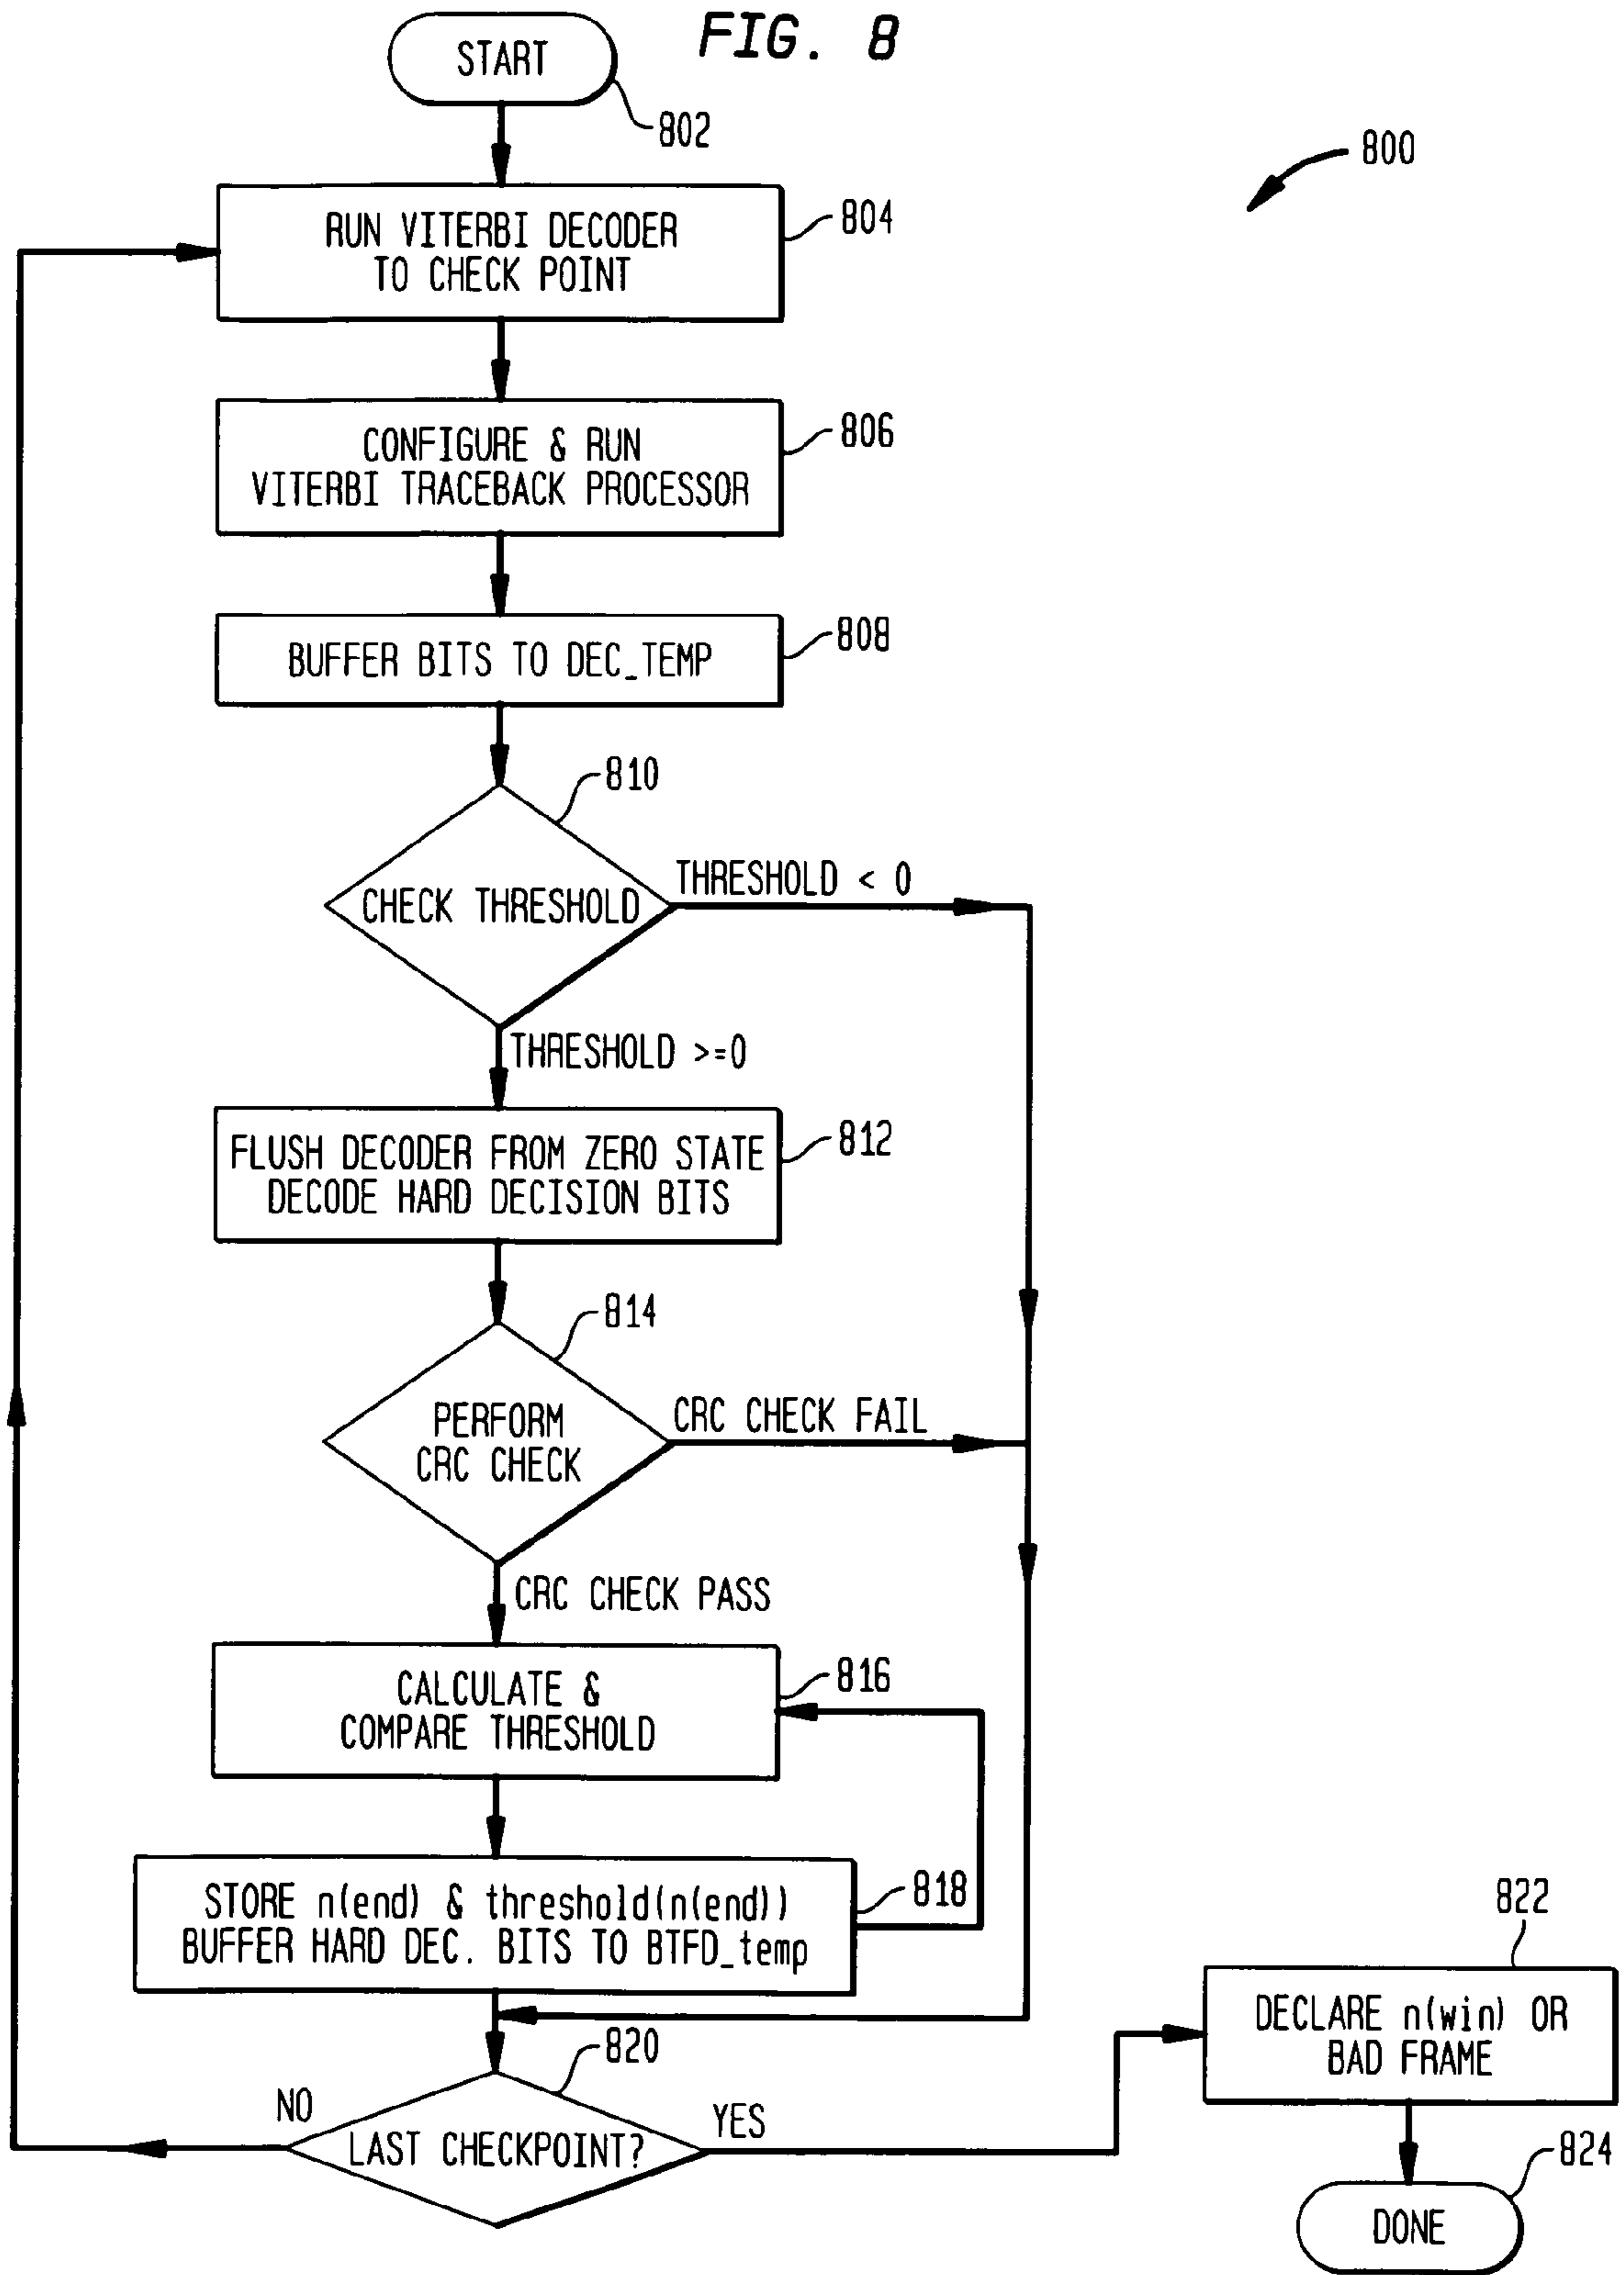 FIG. 8
START
802
800
RUN VITERBI DECODER
TO CHECK POINT
804
CONFIGURE & RUN
VITERBI TRACEBACK PROCESSOR
806
BUFFER BITS TO DEC_TEMP
808
810
CHECK THRESHOLD
THRESHOLD < 0
THRESHOLD >=0
FLUSH DECODER FROM ZERO STATE
DECODE HARD DECISION BITS
812
814
PERFORM
CRC CHECK
CRC CHECK FAIL
CRC CHECK PASS
CALCULATE &
COMPARE THRESHOLD
816
STORE n(end) & threshold(n(end))
BUFFER HARD DEC. BITS TO BTFD_temp
818
820
LAST CHECKPOINT?
NO
YES
822
DECLARE n(win) OR
BAD FRAME
824
DONE